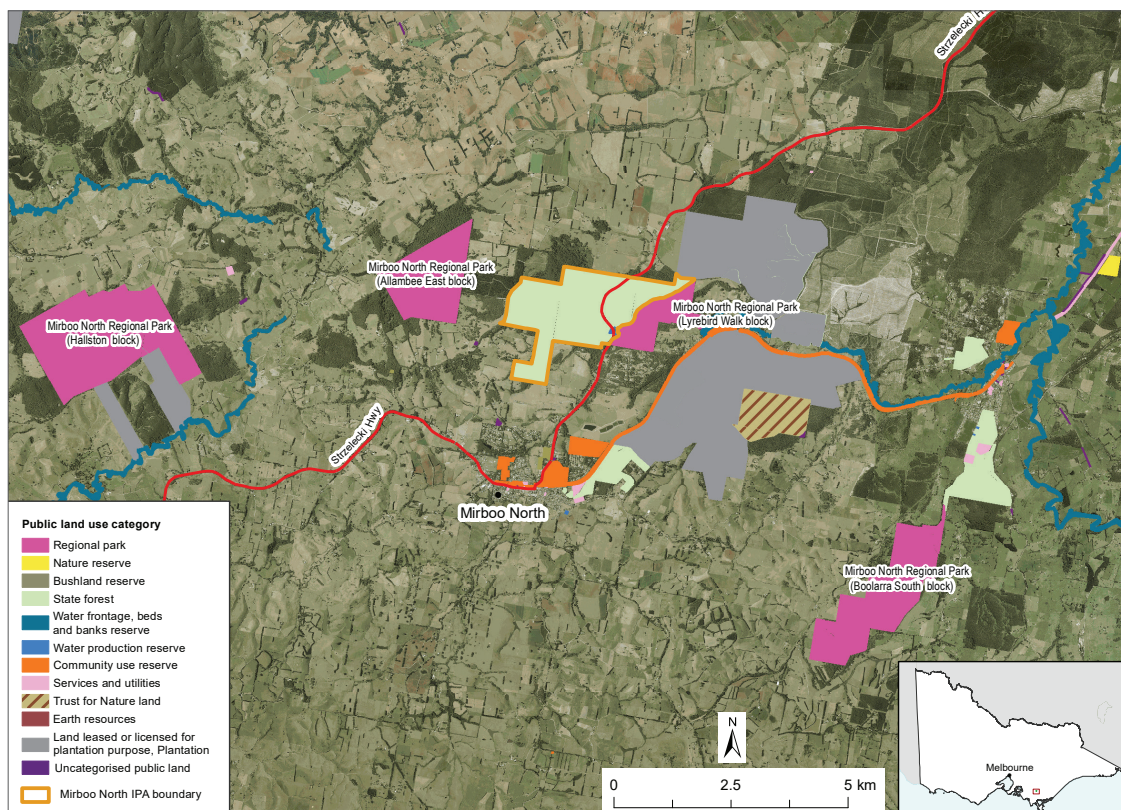 Strzelecki H
Mirboo North Regional Park
(Allambee East block)
Mirboo North Regional Park
(Lyrebird Walk block)
Mirboo North Regional Park
(Hallston block)
Strzelecki Hwy
Mirboo North
Mirboo North Regional Park
(Boolarra South block)
Public land use category
Regional park
Nature reserve
Bushland reserve
State forest
Water frontage, beds
and banks reserve
Water production reserve
Community use reserve
Services and utilities
Trust for Nature land
Earth resources
Land leased or licensed for
plantation purpose, Plantation
Uncategorised public land
Mirboo North IPA boundary
N
0 2.5 5 km
Melbourne